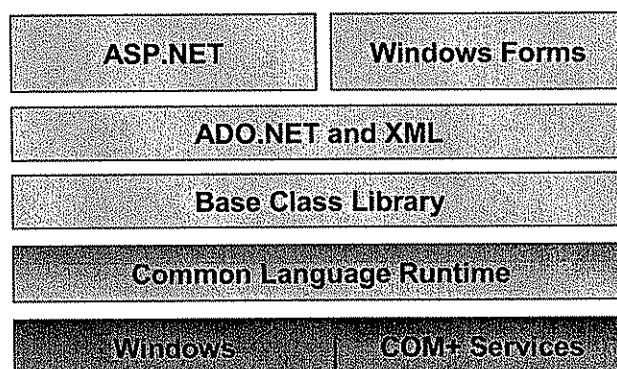 ASP.NET Windows Forms
ADO.NET and XML
Base Class Library
Common Language Runtime
Windows COM+ Services